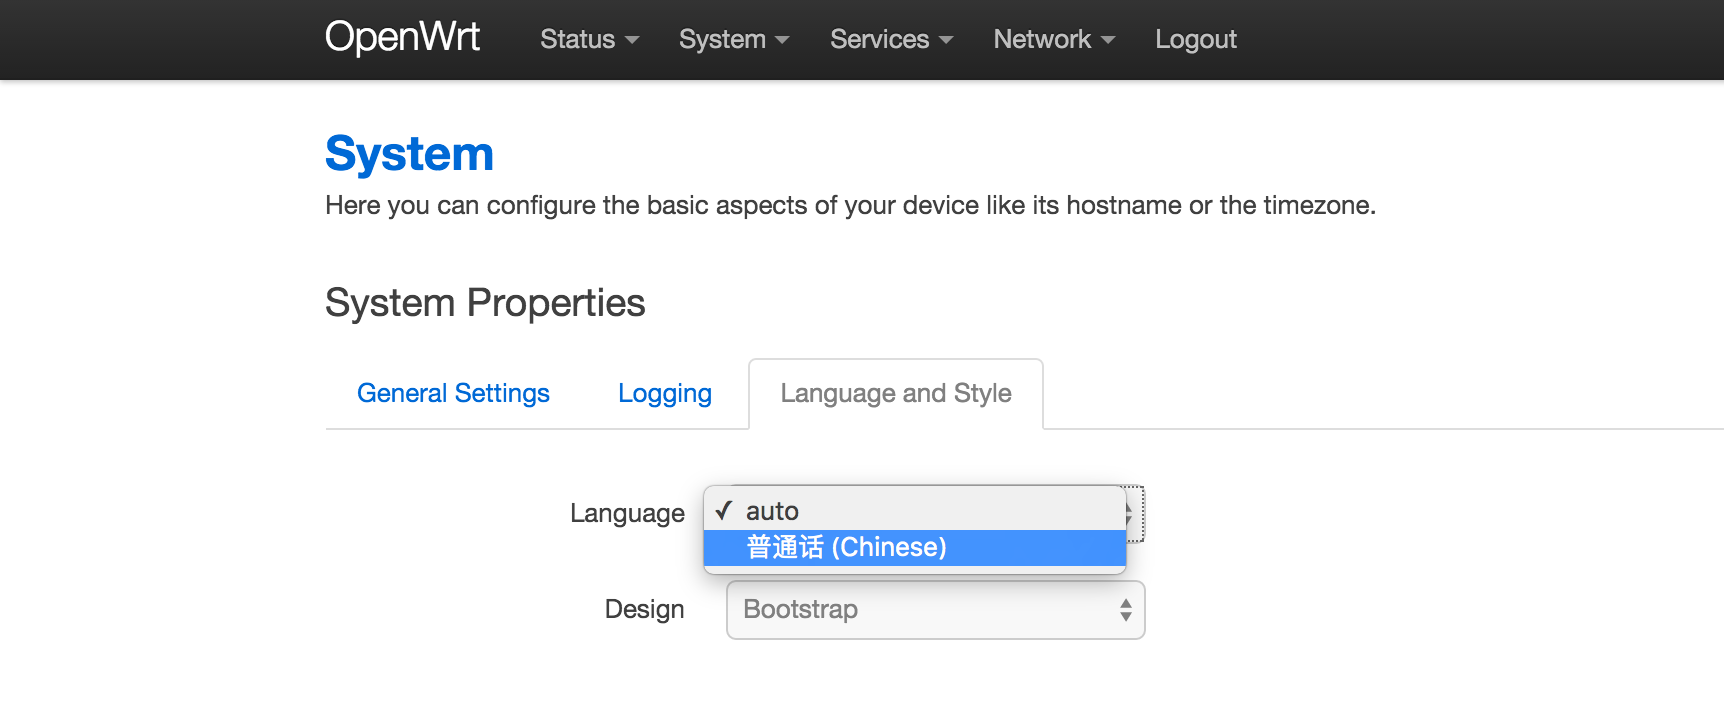 OpenWrt Status System Services Network Logout
System
Here you can configure the basic aspects of your device like its hostname or the timezone.
System Properties
General Settings Logging Language and Style
Language ✓ auto
普通话 (Chinese)
Design Bootstrap